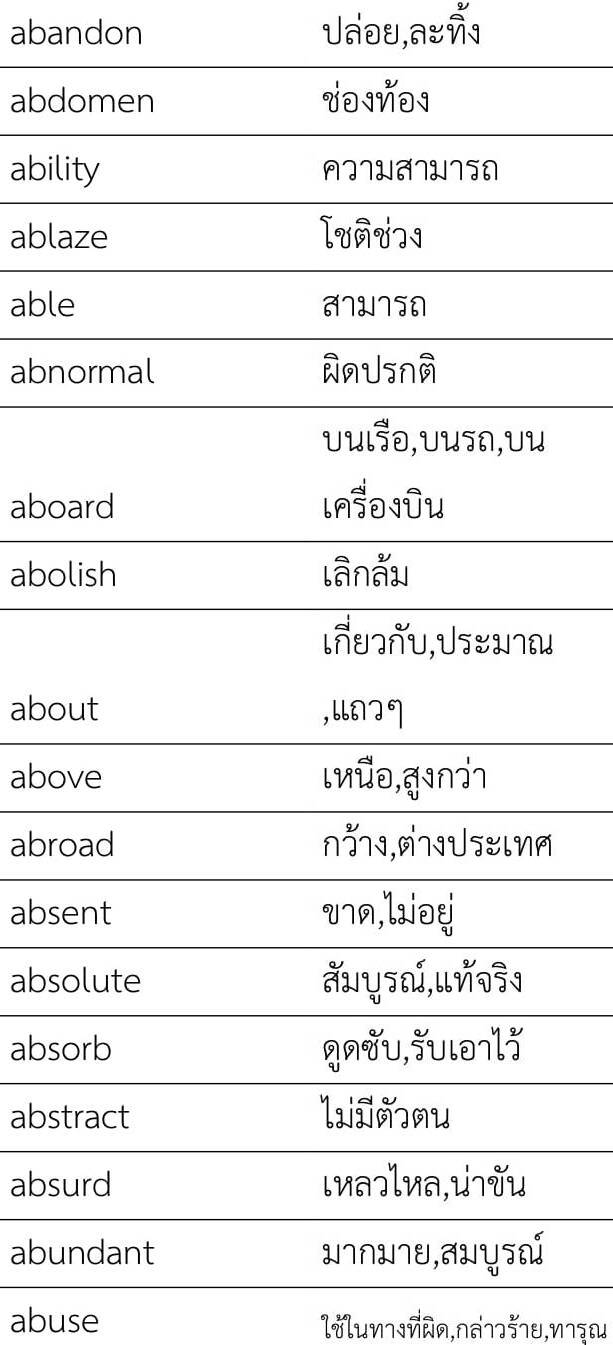 abandon ปล่อย,ละทิ้ง
abdomen ช่องท้อง
ability ความสามารถ
ablaze โชติช่วง
able สามารถ
abnormal ผิดปรกติ
บนเรือ,บนรถ,บน
aboard เครื่องบิน
abolish เลิกล้ม
เกี่ยวกับ,ประมาณ
about ,แถวๆ
above เหนือ,สูงกว่า
abroad กว้าง,ต่างประเทศ
absent ขาด,ไม่อยู่
absolute สัมบูรณ์,แท้จริง
absorb ดูดซับ,รับเอาไว้
abstract ไม่มีตัวตน
absurd เหลวไหล,น่าขัน
abundant มากมาย,สมบูรณ์
abuse ใช้ในทางที่ผิด,กล่าวร้าย,ทารุณ